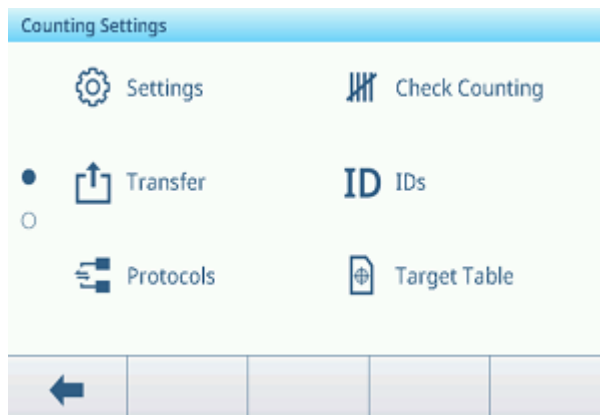 Counting Settings
Settings
Check Counting
Transfer
ID IDs
Protocols
Target Table